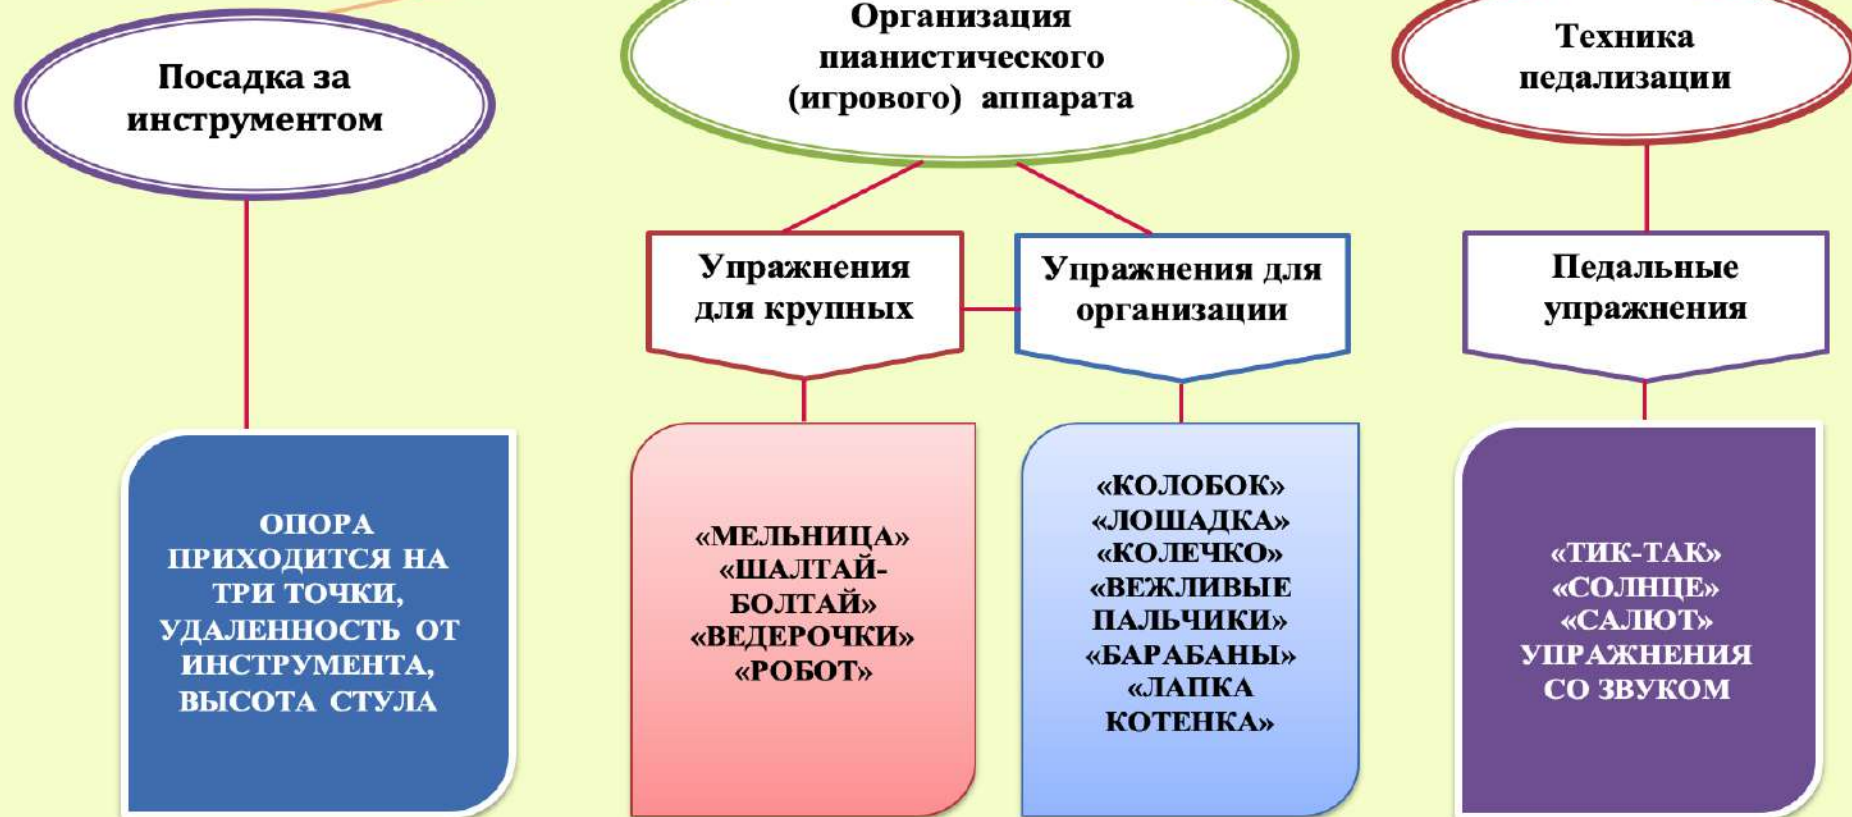 Посадка за
инструментом
Организация
пианистического
(игрового) аппарата
Техника
педализации
Упражнения
для крупных
Упражнения для
организации
Педальные
упражнения
ОПОРА
ПРИХОДИТСЯ НА
ТРИ ТОЧКИ,
УДАЛЕННОСТЬ ОТ
ИНСТРУМЕНТА,
ВЫСОТА СТУЛА
«МЕЛЬНИЦА»
«ШАЛТАЙ-
БОЛТАЙ»
«ВЕДЕРОЧКИ»
«РОБОТ»
«КОЛОБОК»
«ЛОШАДКА»
«КОЛЕЧКО»
«ВЕЖЛИВЫЕ
ПАЛЬЧИКИ»
«БАРАБАНЫ»
«ЛАПКА
КОТЕНКА»
«ТИК-ТАК»
«СОЛНЦЕ»
«САЛЮТ»
УПРАЖНЕНИЯ
СО ЗВУКОМ